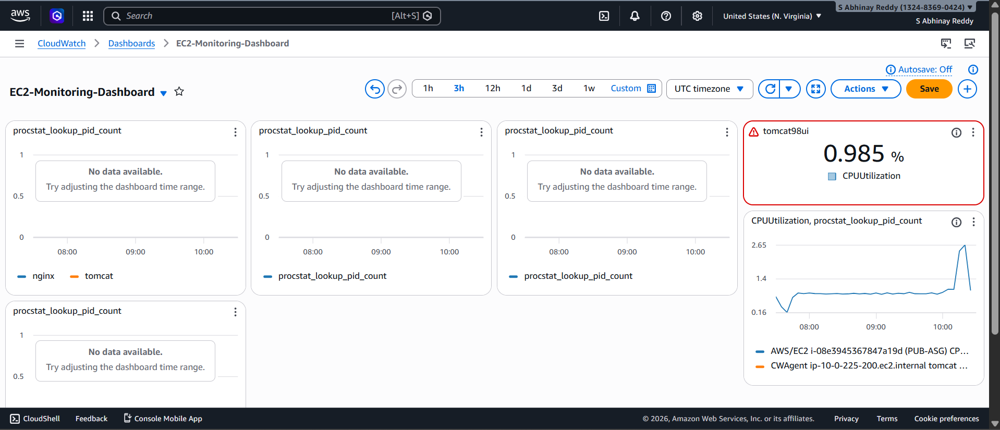 aws
Search
[Alt+S]
United States (N. Virginia)
S Abhinay Reddy (1324-8369-0424)
S Abhinay Reddy
CloudWatch
Dashboards
EC2-Monitoring-Dashboard
Autosave: Off
EC2-Monitoring-Dashboard
1h 3h 12h 1d 3d 1w Custom
UTC timezone
Actions
Save
procstat_lookup_pid_count
1
No data available.
Try adjusting the dashboard time range.
0.5
0
08:00 09:00 10:00
nginx tomcat
procstat_lookup_pid_count
1
No data available.
Try adjusting the dashboard time range.
0.5
0
08:00 09:00 10:00
procstat_lookup_pid_count
procstat_lookup_pid_count
1
No data available.
Try adjusting the dashboard time range.
0.5
0
08:00 09:00 10:00
procstat_lookup_pid_count
tomcat98ui
0.985 %
CPUUtilization
CPUUtilization, procstat_lookup_pid_count
2.65
1.4
0.16
08:00 09:00 10:00
AWS/EC2 i-08e3945367847a19d (PUB-ASG) CP...
CWAgent ip-10-0-225-200.ec2.internal tomcat ...
procstat_lookup_pid_count
1
No data available.
Try adjusting the dashboard time range.
0.5
CloudShell
Feedback
Console Mobile App
© 2026, Amazon Web Services, Inc. or its affiliates.
Privacy
Terms
Cookie preferences